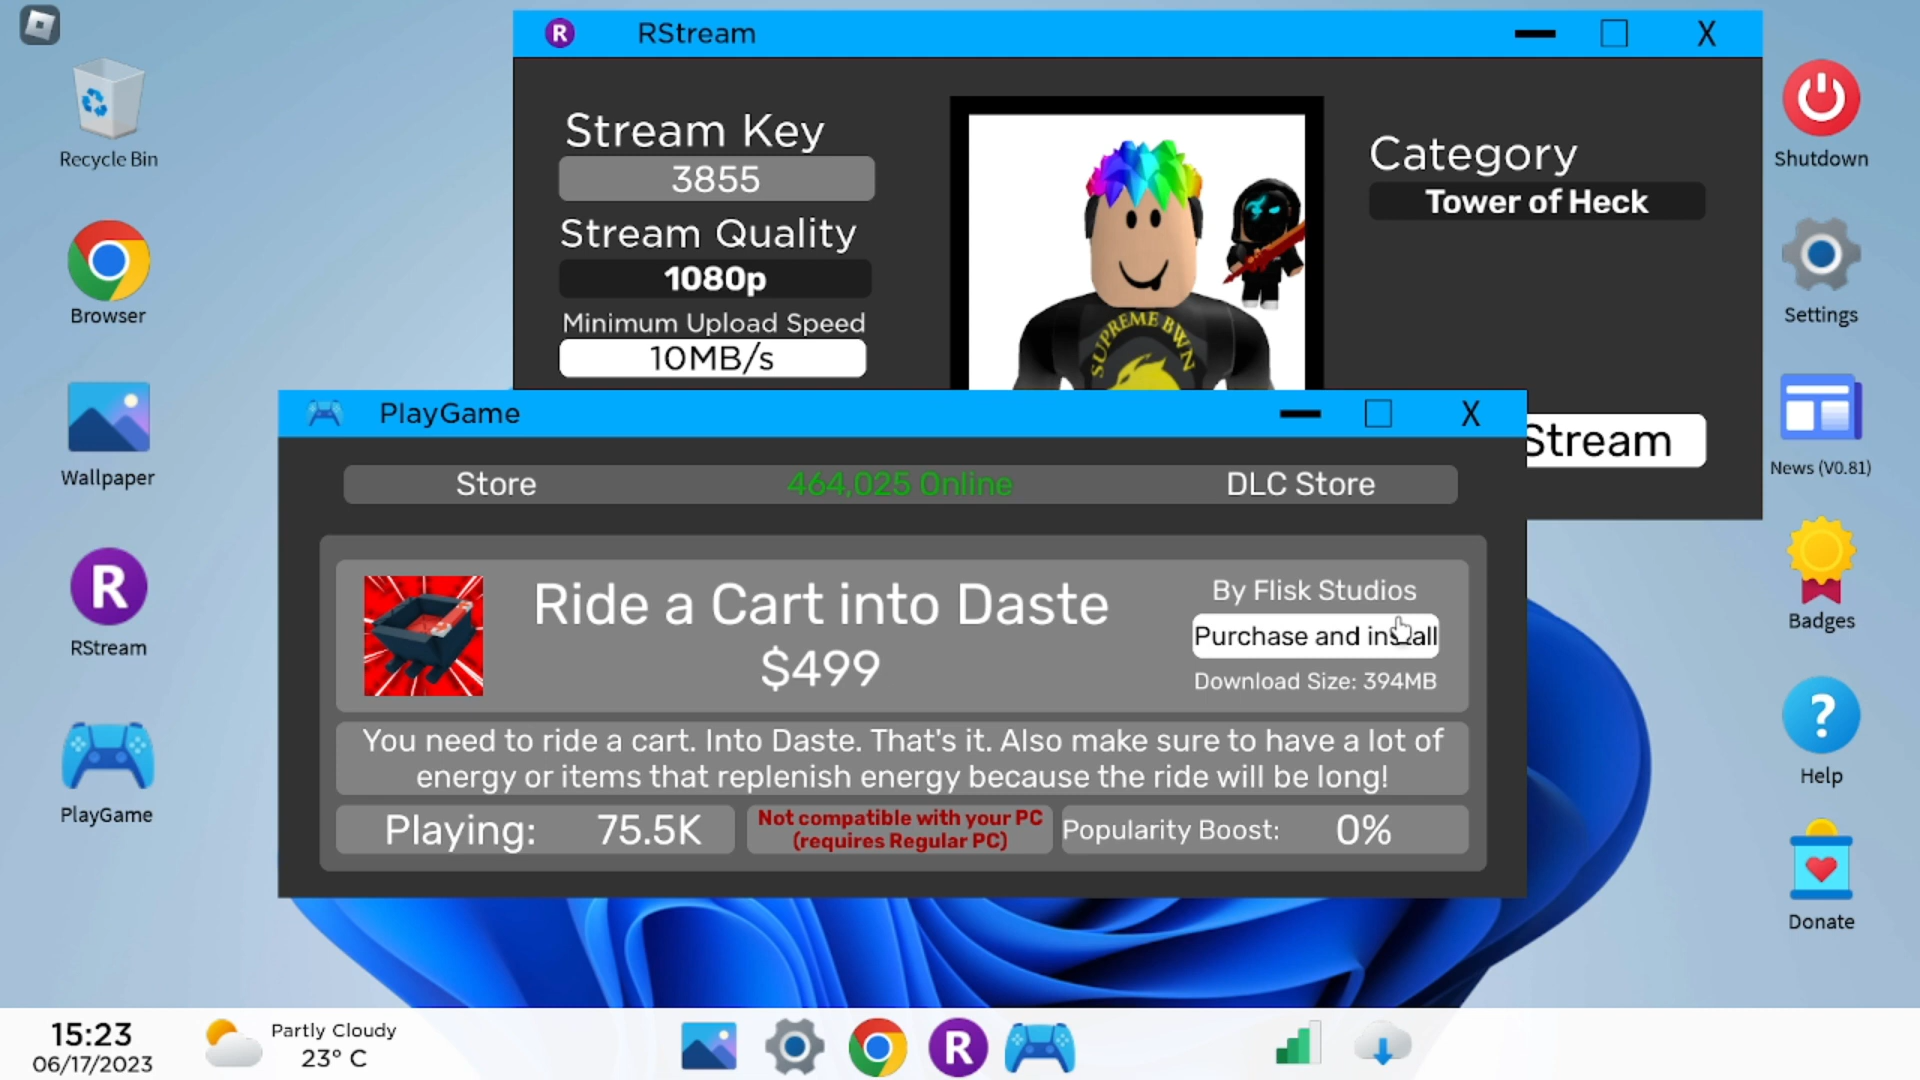 Recycle Bin
Browser
Wallpaper
R
RStream
PlayGame
R
RStream
X
Stream Key
3855
Stream Quality
1080p
Minimum Upload Speed
10MB/s
SUPREME BWN
Category
Tower of Heck
Stream
PlayGame
X
Store
464,025 Online
DLC Store
Ride a Cart into Daste
$499
By Flisk Studios
Purchase and install
Download Size: 394MB
You need to ride a cart. Into Daste. That's it. Also make sure to have a lot of
energy or items that replenish energy because the ride will be long!
Playing: 75.5K
Not compatible with your PC
(requires Regular PC)
Popularity Boost: 0%
Shutdown
Settings
News (V0.81)
Badges
?
Help
Donate
15:23
06/17/2023
Partly Cloudy
23° C
R